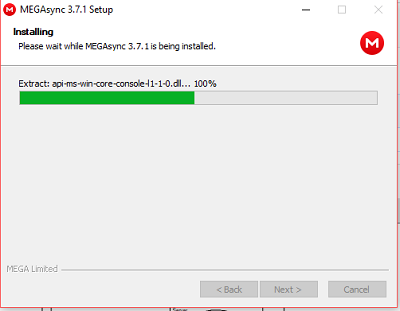 MEGAsync 3.7.1 Setup
Installing
Please wait while MEGAsync 3.7.1 is being installed.
M
Extract: api-ms-win-core-console-l1-1-0.dll... 100%
MEGA Limited
< Back
Next >
Cancel